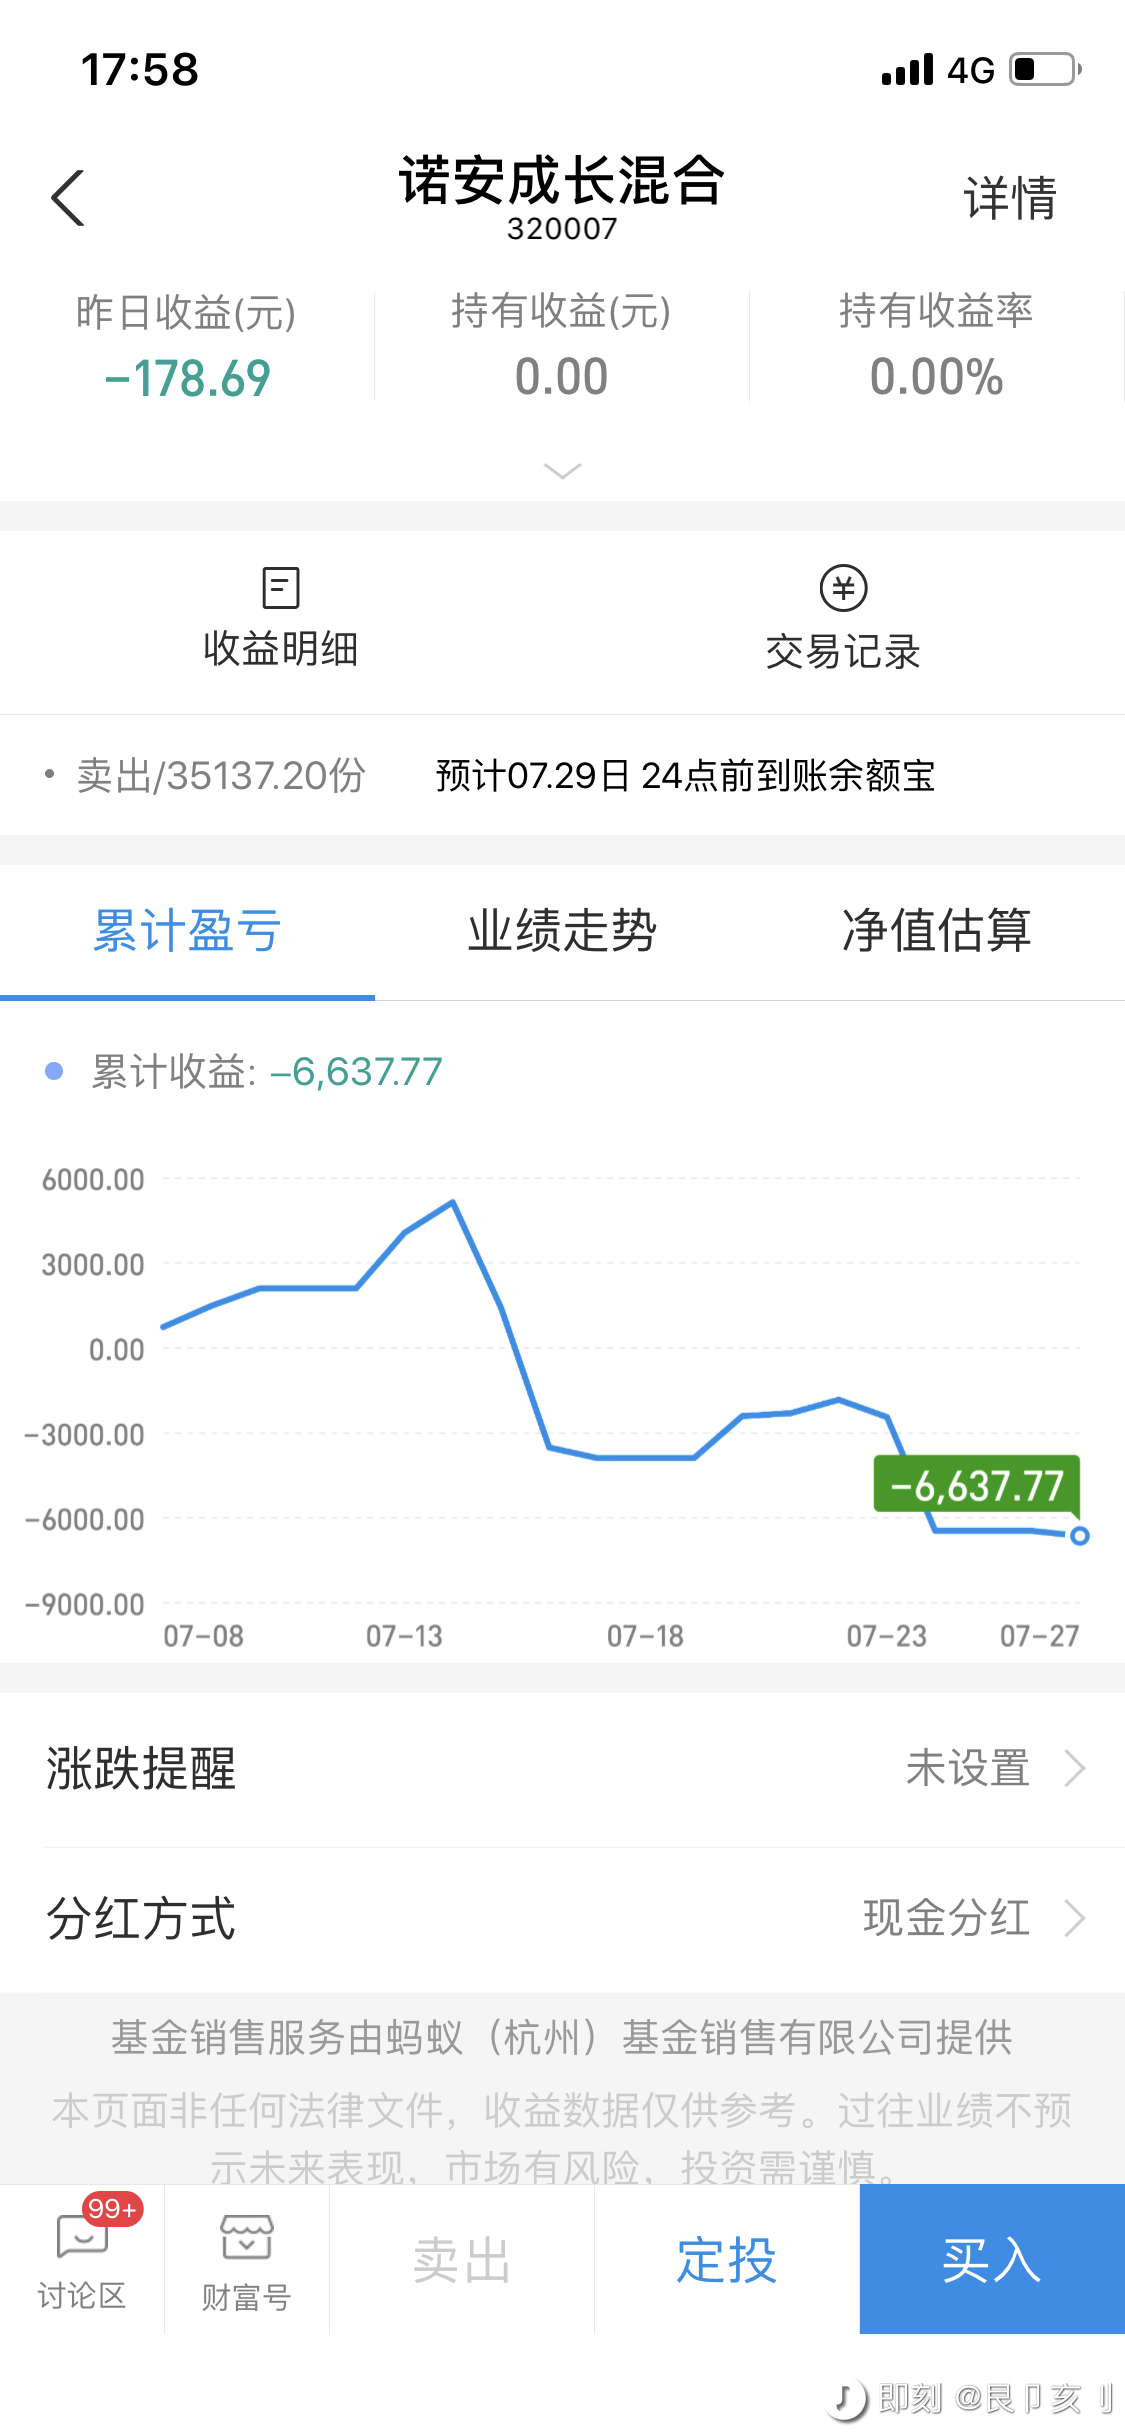 17:58
4G
诺安成长混合
详情
320007
昨日收益(元)
持有收益(元)
持有收益率
-178.69
0.00
0.00%
收益明细
交易记录
卖出/35137.20份
预计07.29日 24点前到账余额宝
累计盈亏
业绩走势
净值估算
累计收益: -6,637.77
6000.00
3000.00
0.00
-3000.00
-6,637.77
-6000.00
-9000.00
07-08
07-13
07-18
07-23
07-27
涨跌提醒
未设置
分红方式
现金分红
基金销售服务由蚂蚁（杭州）基金销售有限公司提供
本页面非任何法律文件，收益数据仅供参考。过往业绩不预
示未来表现，市场有风险，投资需谨慎。
99+
讨论区
财富号
卖出
定投
买入
即刻 @艮卩亥刂